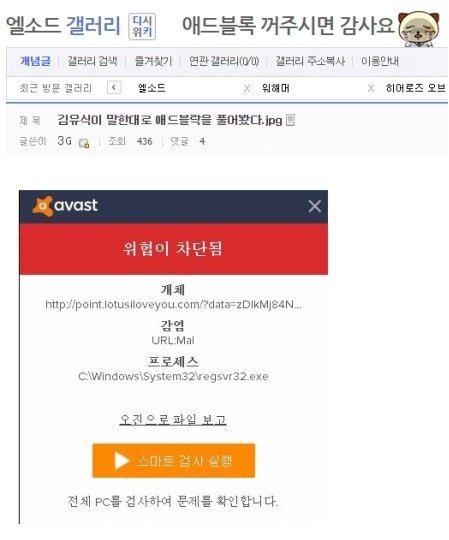 엘소드 갤러리 디시위키 애드블록 꺼주시면 감사요
개념글 | 갤러리 검색 | 즐겨찾기 | 연관 갤러리(0/0) | 갤러리 주소복사 | 이용안내
최근 방문 갤러리 < 엘소드 × 워해머 × 히어로즈 오브
제 목 김유식이 말한대로 애드블락을 풀어봤다.jpg
글쓴이 3G | 조회 436 | 댓글 4
avast ×
위협이 차단됨
개체
http://point.lotusiloveyou.com/?data=zDlkMj84N...
감염
URL:Mal
프로세스
C:\Windows\System32\regsvr32.exe
오진으로 파일 보고
스마트 검사 실행
전체 PC를 검사하여 문제를 확인합니다.